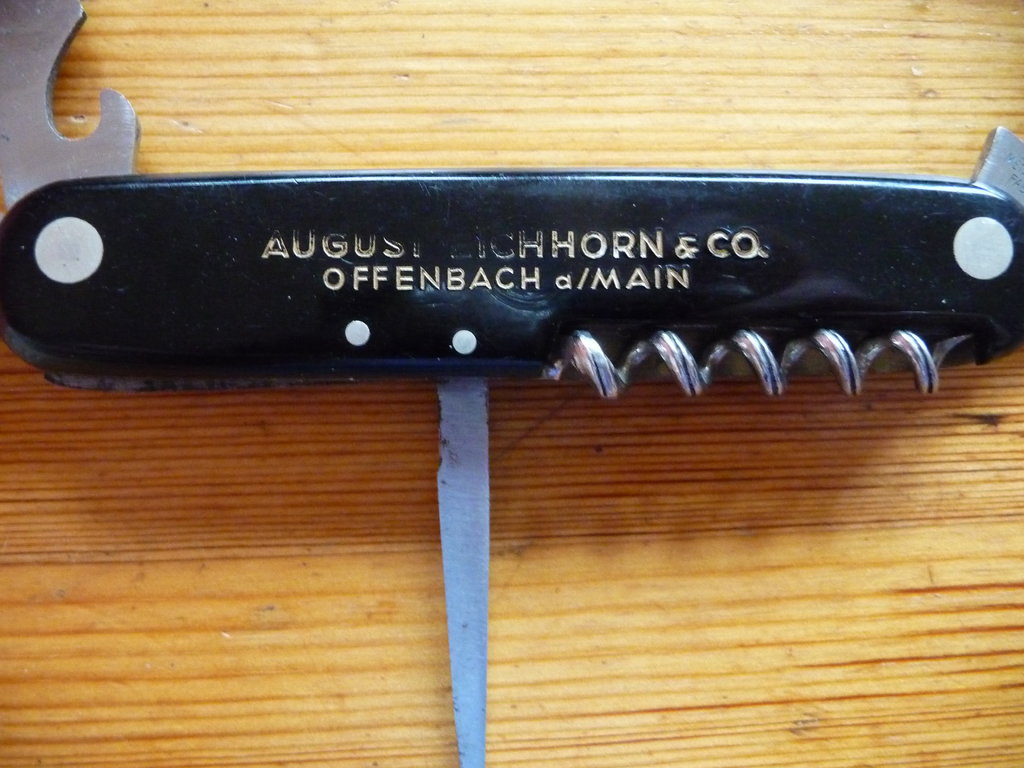 AUGUST EICHHORN & CO.
OFFENBACH a/MAIN